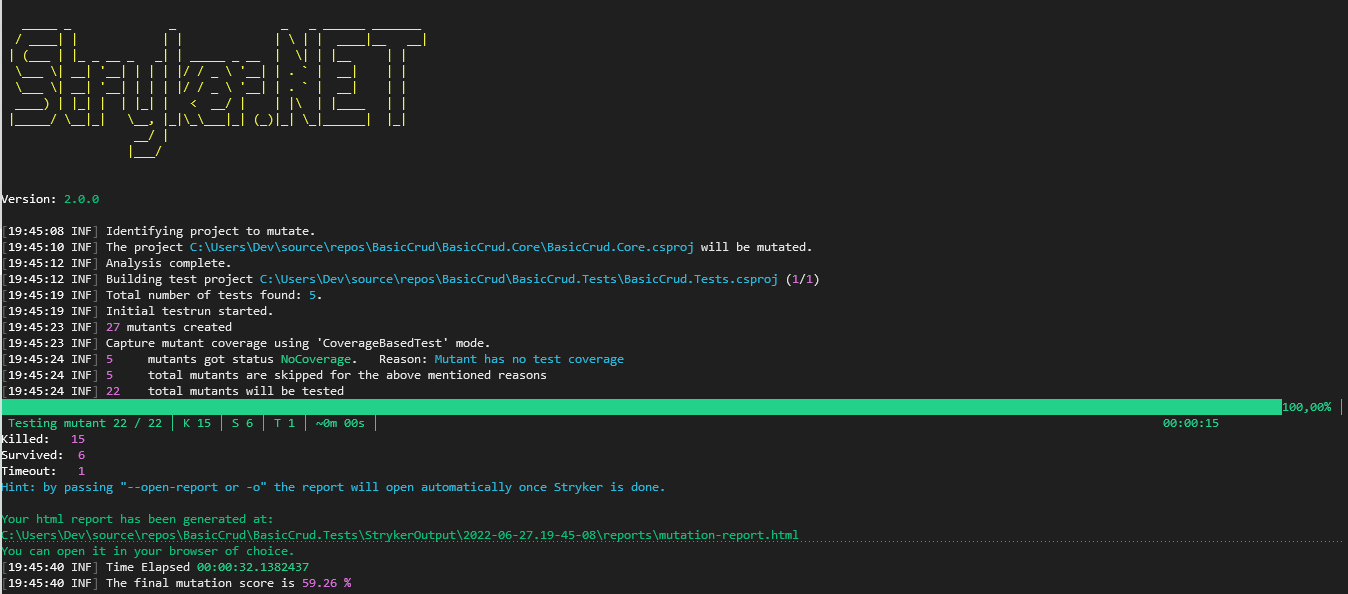 Stryker.NET
Version: 2.0.0
[19:45:08 INF] Identifying project to mutate.
[19:45:10 INF] The project C:\Users\Dev\source\repos\BasicCrud\BasicCrud.Core\BasicCrud.Core.csproj will be mutated.
[19:45:12 INF] Analysis complete.
[19:45:12 INF] Building test project C:\Users\Dev\source\repos\BasicCrud\BasicCrud.Tests\BasicCrud.Tests.csproj (1/1)
[19:45:19 INF] Total number of tests found: 5.
[19:45:19 INF] Initial testrun started.
[19:45:23 INF] 27 mutants created
[19:45:23 INF] Capture mutant coverage using 'CoverageBasedTest' mode.
[19:45:24 INF] 5     mutants got status NoCoverage.   Reason: Mutant has no test coverage
[19:45:24 INF] 5     total mutants are skipped for the above mentioned reasons
[19:45:24 INF] 22    total mutants will be tested
100,00% |
Testing mutant 22 / 22 | K 15 | S 6 | T 1 | ~0m 00s | 00:00:15
Killed:   15
Survived:  6
Timeout:   1
Hint: by passing "--open-report or -o" the report will open automatically once Stryker is done.
Your html report has been generated at:
C:\Users\Dev\source\repos\BasicCrud\BasicCrud.Tests\StrykerOutput\2022-06-27.19-45-08\reports\mutation-report.html
You can open it in your browser of choice.
[19:45:40 INF] Time Elapsed 00:00:32.1382437
[19:45:40 INF] The final mutation score is 59.26 %